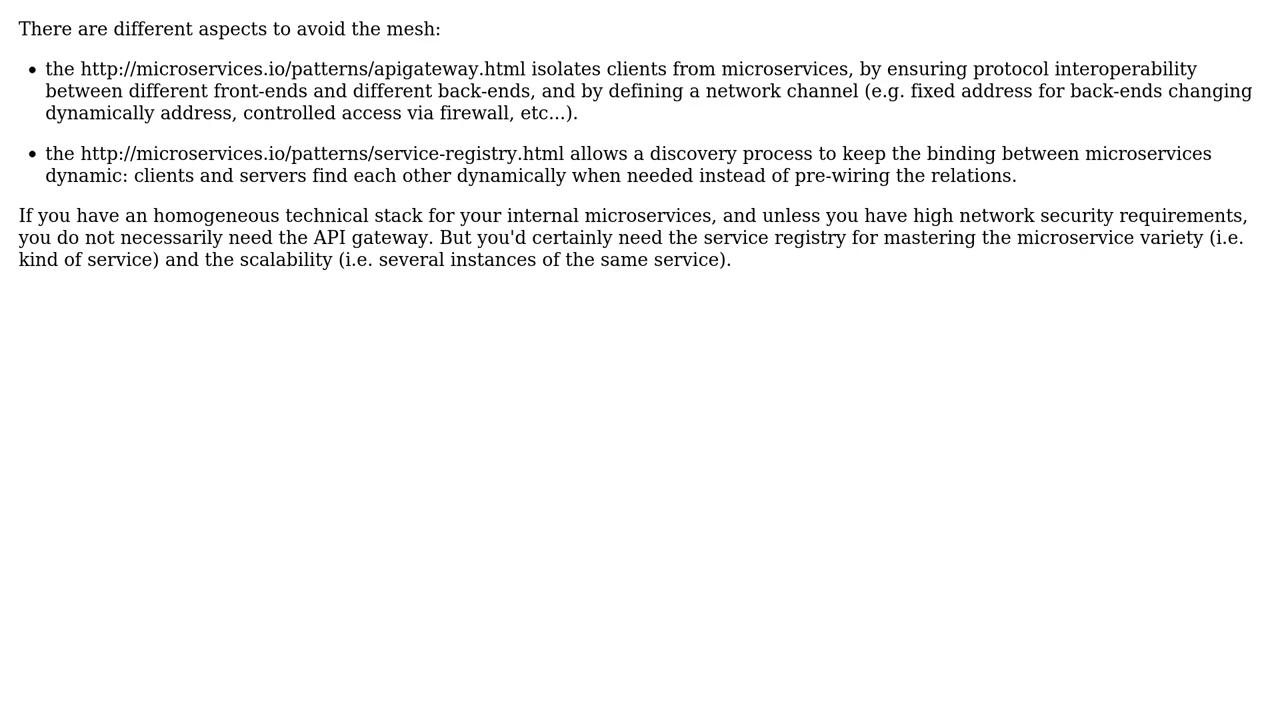 There are different aspects to avoid the mesh:
• the http://microservices.io/patterns/apigateway.html isolates clients from microservices, by ensuring protocol interoperability
between different front-ends and different back-ends, and by defining a network channel (e.g. fixed address for back-ends changing
dynamically address, controlled access via firewall, etc...).
• the http://microservices.io/patterns/service-registry.html allows a discovery process to keep the binding between microservices
dynamic: clients and servers find each other dynamically when needed instead of pre-wiring the relations.
If you have an homogeneous technical stack for your internal microservices, and unless you have high network security requirements,
you do not necessarily need the API gateway. But you'd certainly need the service registry for mastering the microservice variety (i.e.
kind of service) and the scalability (i.e. several instances of the same service).